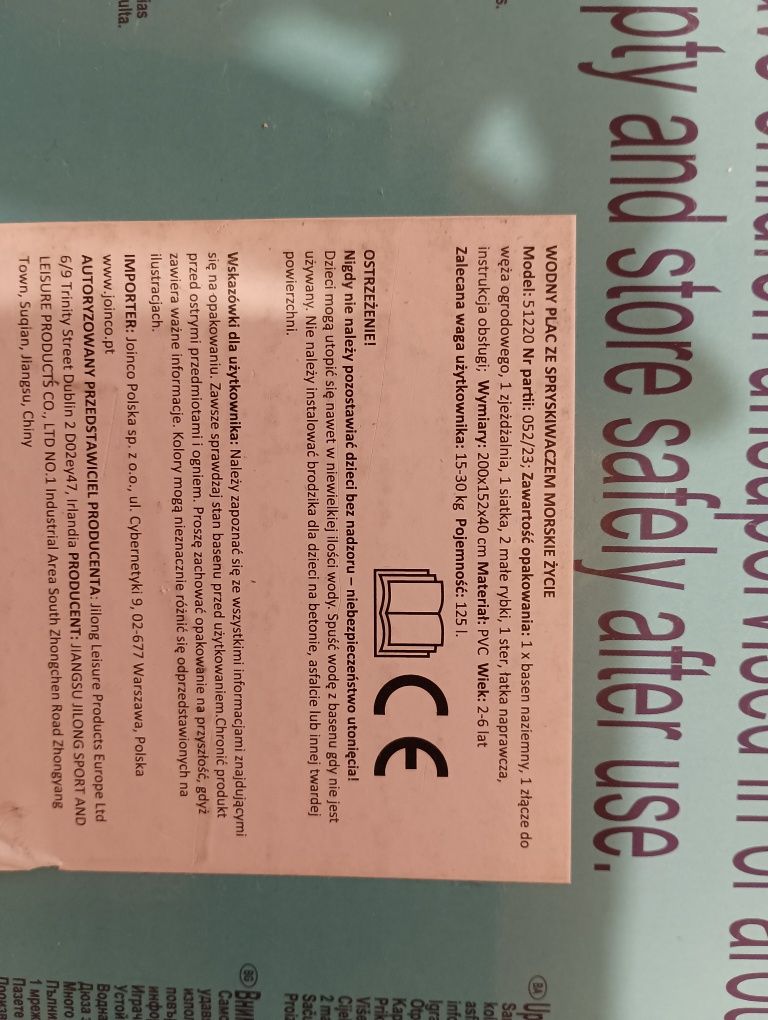 pty and store safely after use.
WODNY PLAC ZE SPRYSKIWACZEM MORSKIE ŻYCIE
Model: 51220 Nr partii: 052/23; Zawartość opakowania: 1 x basen naziemny, 1 złącze do
węża ogrodowego, 1 zjeżdżalnia, 1 siatka, 2 małe rybki, 1 ster, łatka naprawcza,
instrukcja obsługi; Wymiary: 200x152x40 cm Materiał: PVC Wiek: 2-6 lat
Zalecana waga użytkownika: 15-30 kg Pojemność: 125 l.
CE
OSTRZEŻENIE!
Nigdy nie należy pozostawiać dzieci bez nadzoru – niebezpieczeństwo utonięcia!
Dzieci mogą utopić się nawet w niewielkiej ilości wody. Spuść wodę z basenu gdy nie jest
używany. Nie należy instalować brodzika dla dzieci na betonie, asfalcie lub innej twardej
powierzchni.
Wskazówki dla użytkownika: Należy zapoznać się ze wszystkimi informacjami znajdującymi
się na opakowaniu. Zawsze sprawdzaj stan basenu przed użytkowaniem.Chronić produkt
przed ostrymi przedmiotami i ogniem. Proszę zachować opakowanie na przyszłość, gdyż
zawiera ważne informacje. Kolory mogą nieznacznie różnić się odprzedstawionych na
ilustracjach.
IMPORTER: Joinco Polska sp. z o.o., ul. Cybernetyki 9, 02-677 Warszawa, Polska
www.joinco.pt
AUTORYZOWANY PRZEDSTAWICIEL PRODUCENTA: Jilong Leisure Products Europe Ltd
6/9 Trinity Street Dublin 2 D02ey47, Irlandia PRODUCENT: JIANGSU JILONG SPORT AND
LEISURE PRODUCTS CO., LTD NO.1 Industrial Area South Zhongchen Road Zhongyang
Town, Suqian, Jiangsu, Chiny
ias
ulta.
BA
BG